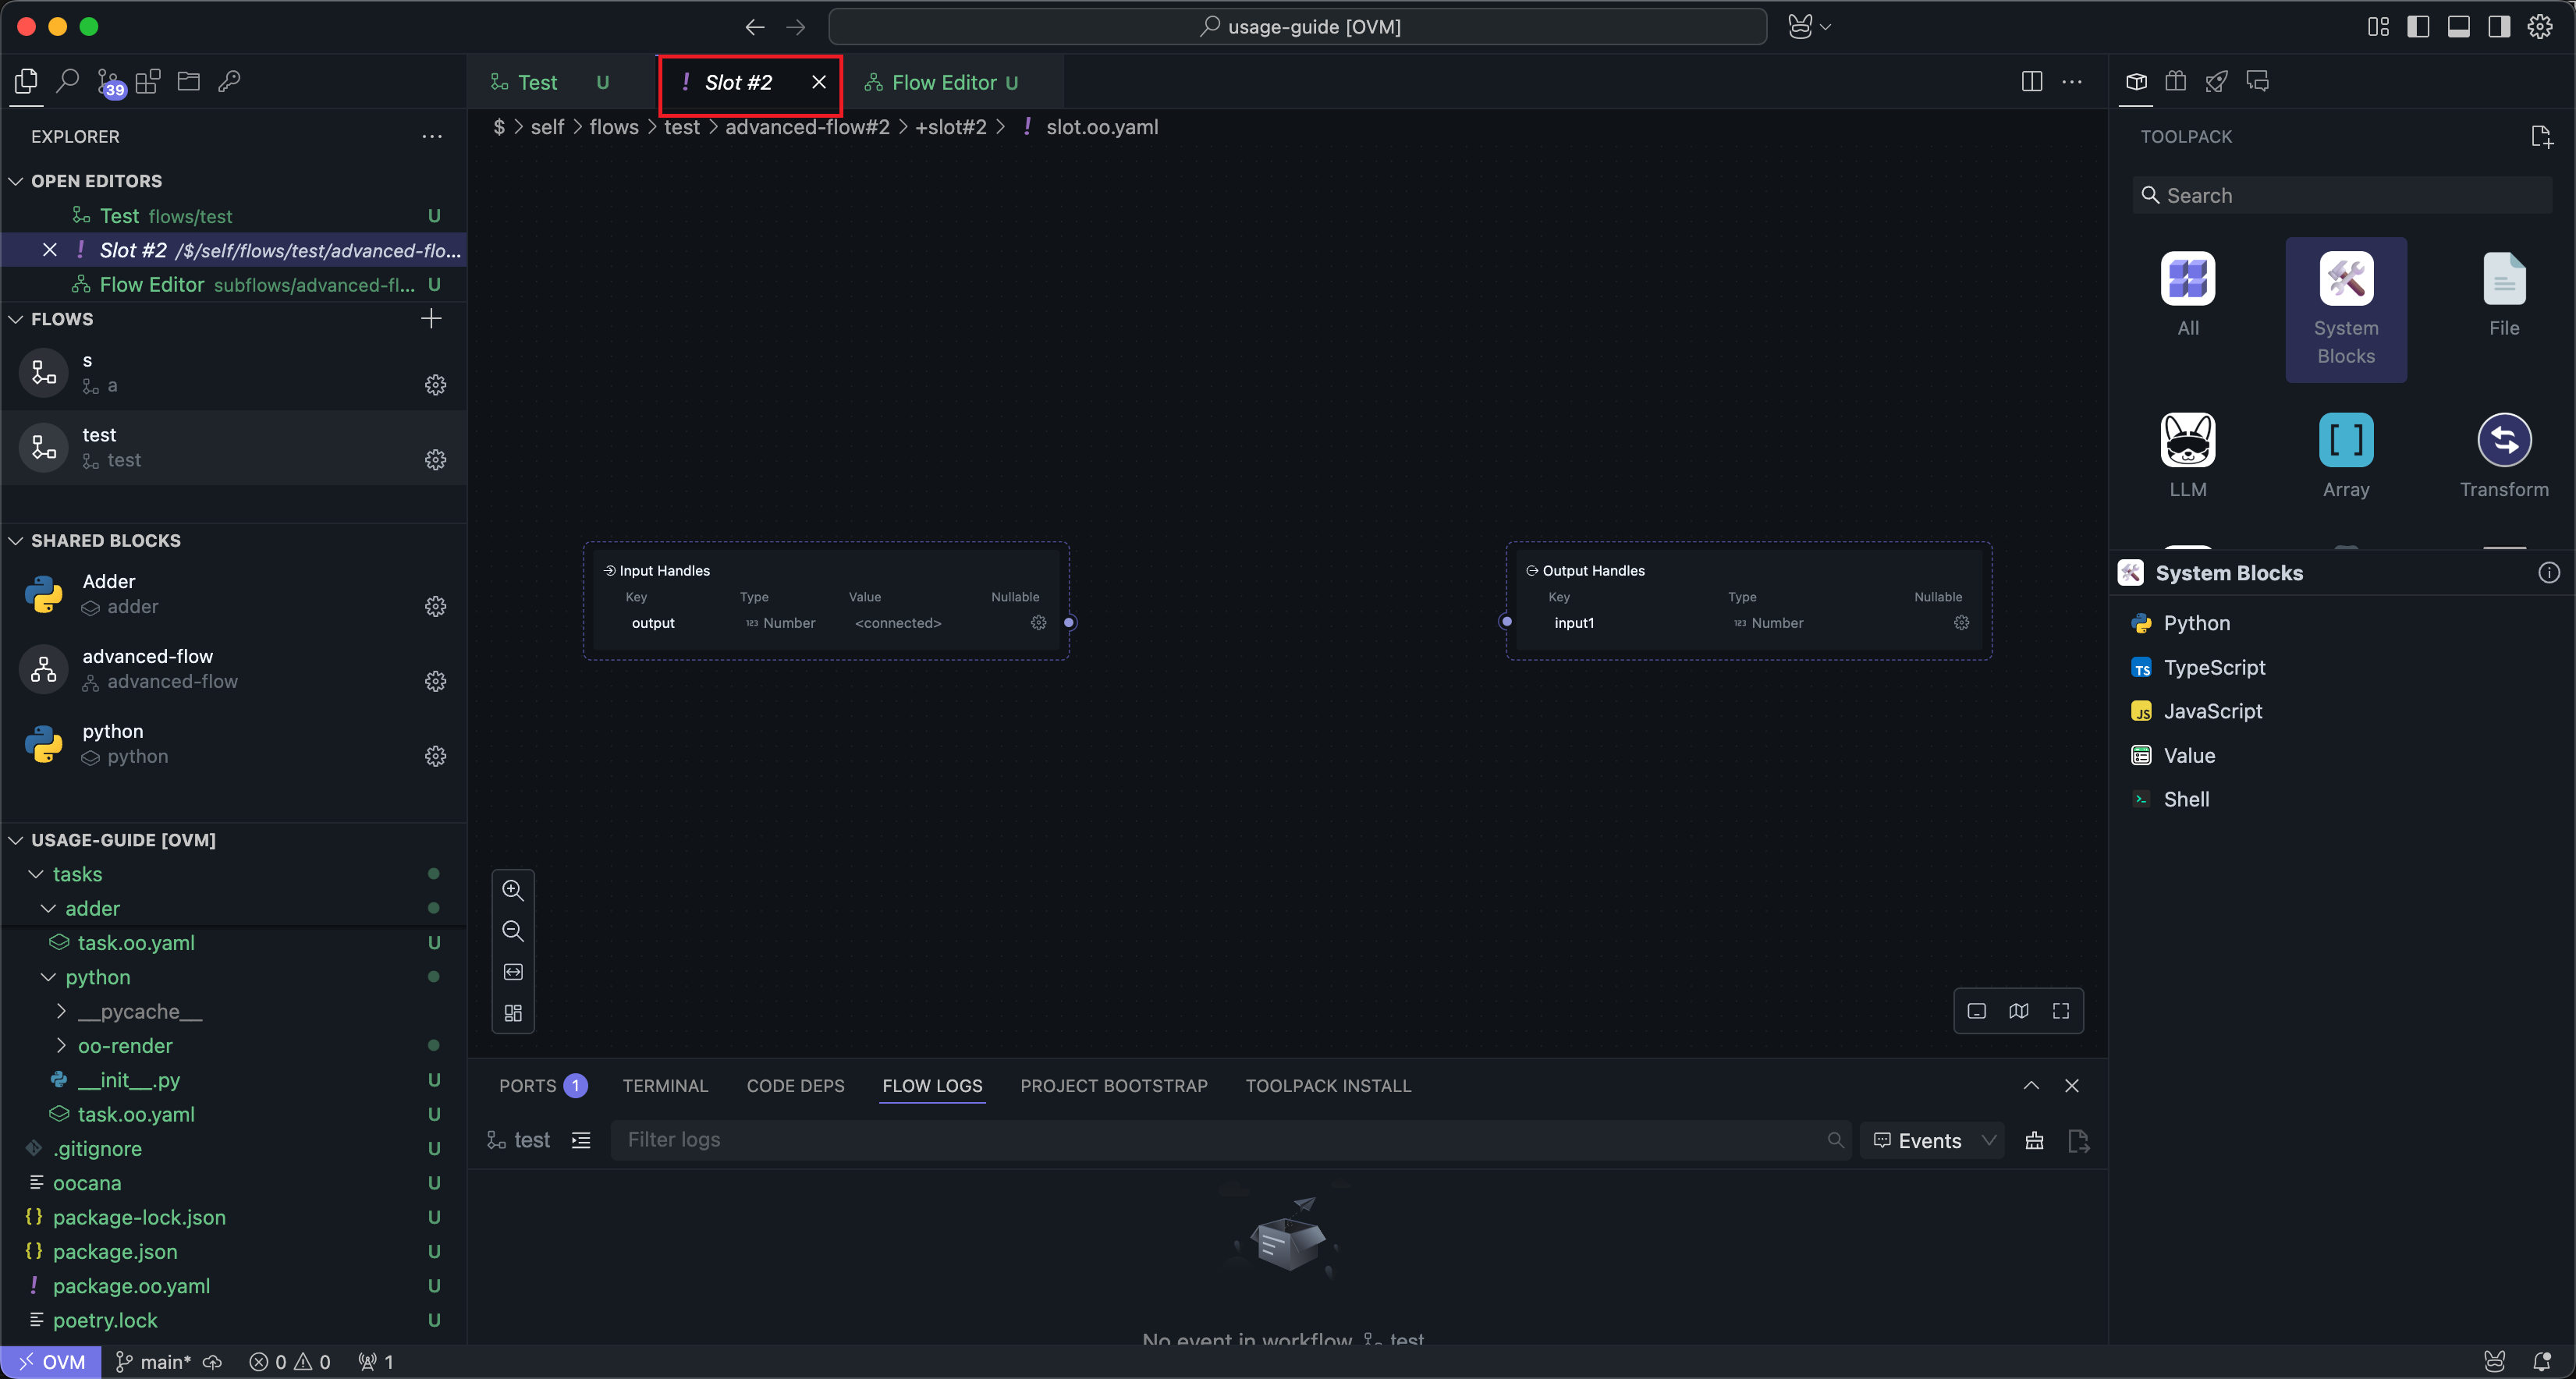 usage-guide [OVM]
39
Test U
! Slot #2
Flow Editor U
$ > self > flows > test > advanced-flow#2 > +slot#2 > ! slot.oo.yaml
EXPLORER
OPEN EDITORS
Test flows/test U
! Slot #2 /$/self/flows/test/advanced-flo...
Flow Editor subflows/advanced-fl... U
FLOWS
s
a
test
test
SHARED BLOCKS
Adder
adder
advanced-flow
advanced-flow
python
python
USAGE-GUIDE [OVM]
tasks
adder
task.oo.yaml U
python
__pycache__
oo-render
__init__.py U
task.oo.yaml U
.gitignore U
oocana U
{} package-lock.json U
{} package.json U
! package.oo.yaml U
poetry.lock U
Input Handles
Key Type Value Nullable
output 123 Number <connected>
Output Handles
Key Type Nullable
input1 123 Number
PORTS 1 TERMINAL CODE DEPS FLOW LOGS PROJECT BOOTSTRAP TOOLPACK INSTALL
test Filter logs Events
No event in workflow test
TOOLPACK
Search
All
System
Blocks
File
LLM
[ ] Array
Transform
System Blocks
Python
TS TypeScript
JS JavaScript
Value
>_ Shell
OVM main* 0 0 1